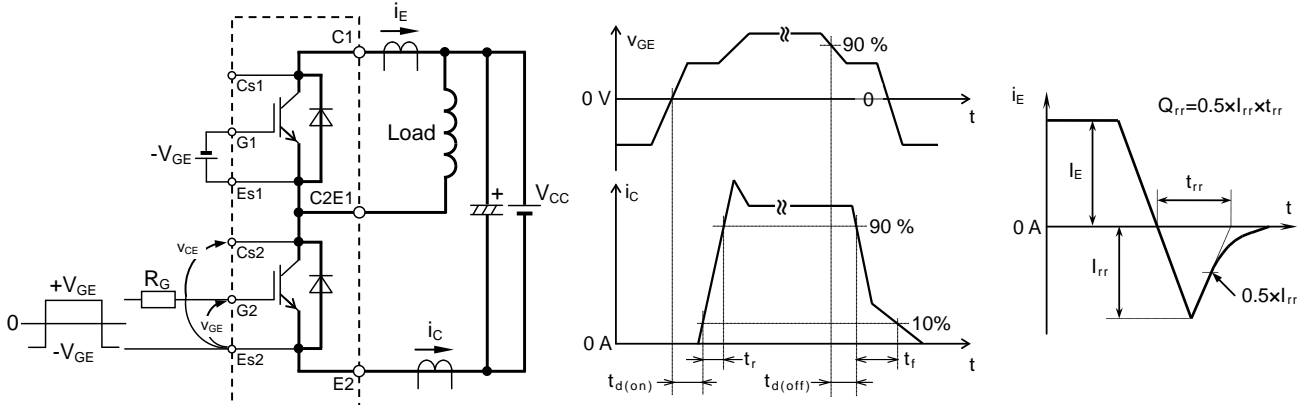 C1
iE
Cs1
G1
-VGE
Es1
Load
C2E1
+
VCC
vCE
Cs2
+VGE
RG
G2
0
vGE
-VGE
Es2
iC
E2
vGE
90 %
0 V
0
t
iC
90 %
10%
0 A
t
tr
tf
td(on)
td(off)
iE
Qrr=0.5×Irr×trr
IE
trr
t
0 A
Irr
0.5×Irr